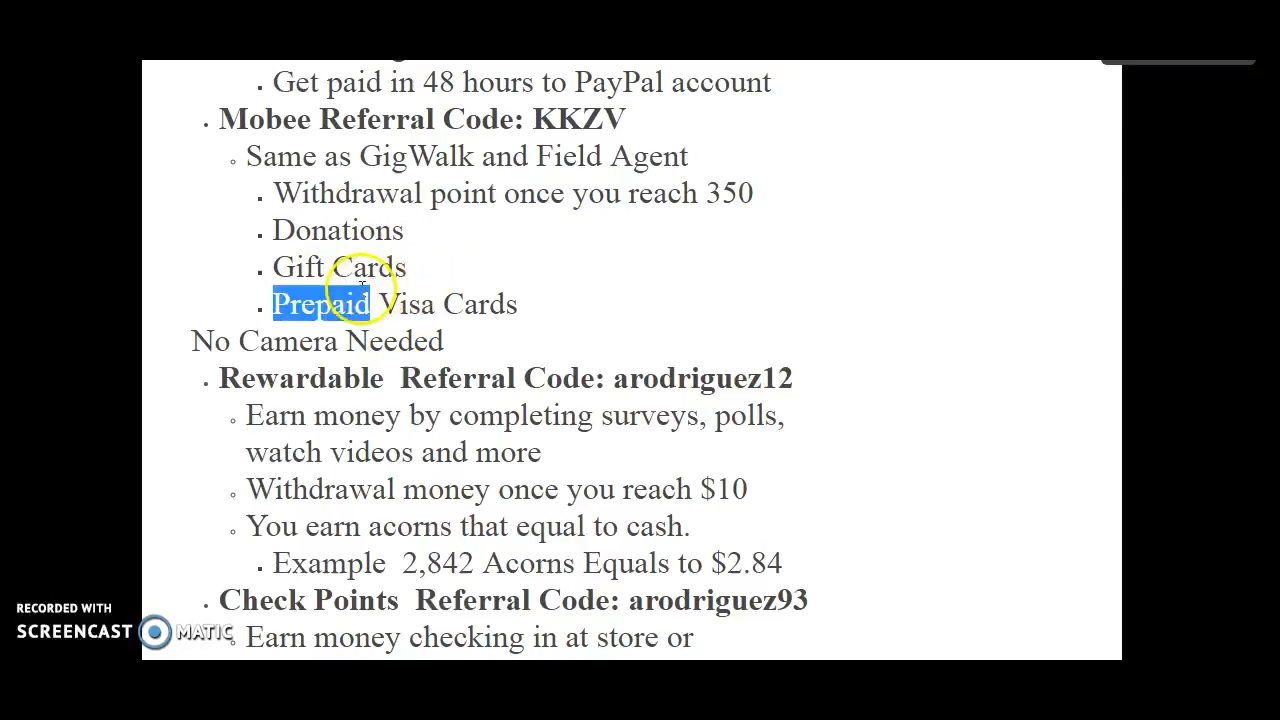 Get paid in 48 hours to PayPal account
Mobee Referral Code: KKZV
Same as GigWalk and Field Agent
Withdrawal point once you reach 350
Donations
Gift Cards
Prepaid Visa Cards
No Camera Needed
Rewardable Referral Code: arodriguez12
Earn money by completing surveys, polls,
watch videos and more
Withdrawal money once you reach $10
You earn acorns that equal to cash.
Example 2,842 Acorns Equals to $2.84
Check Points Referral Code: arodriguez93
Earn money checking in at store or
RECORDED WITH
SCREENCAST MATIC